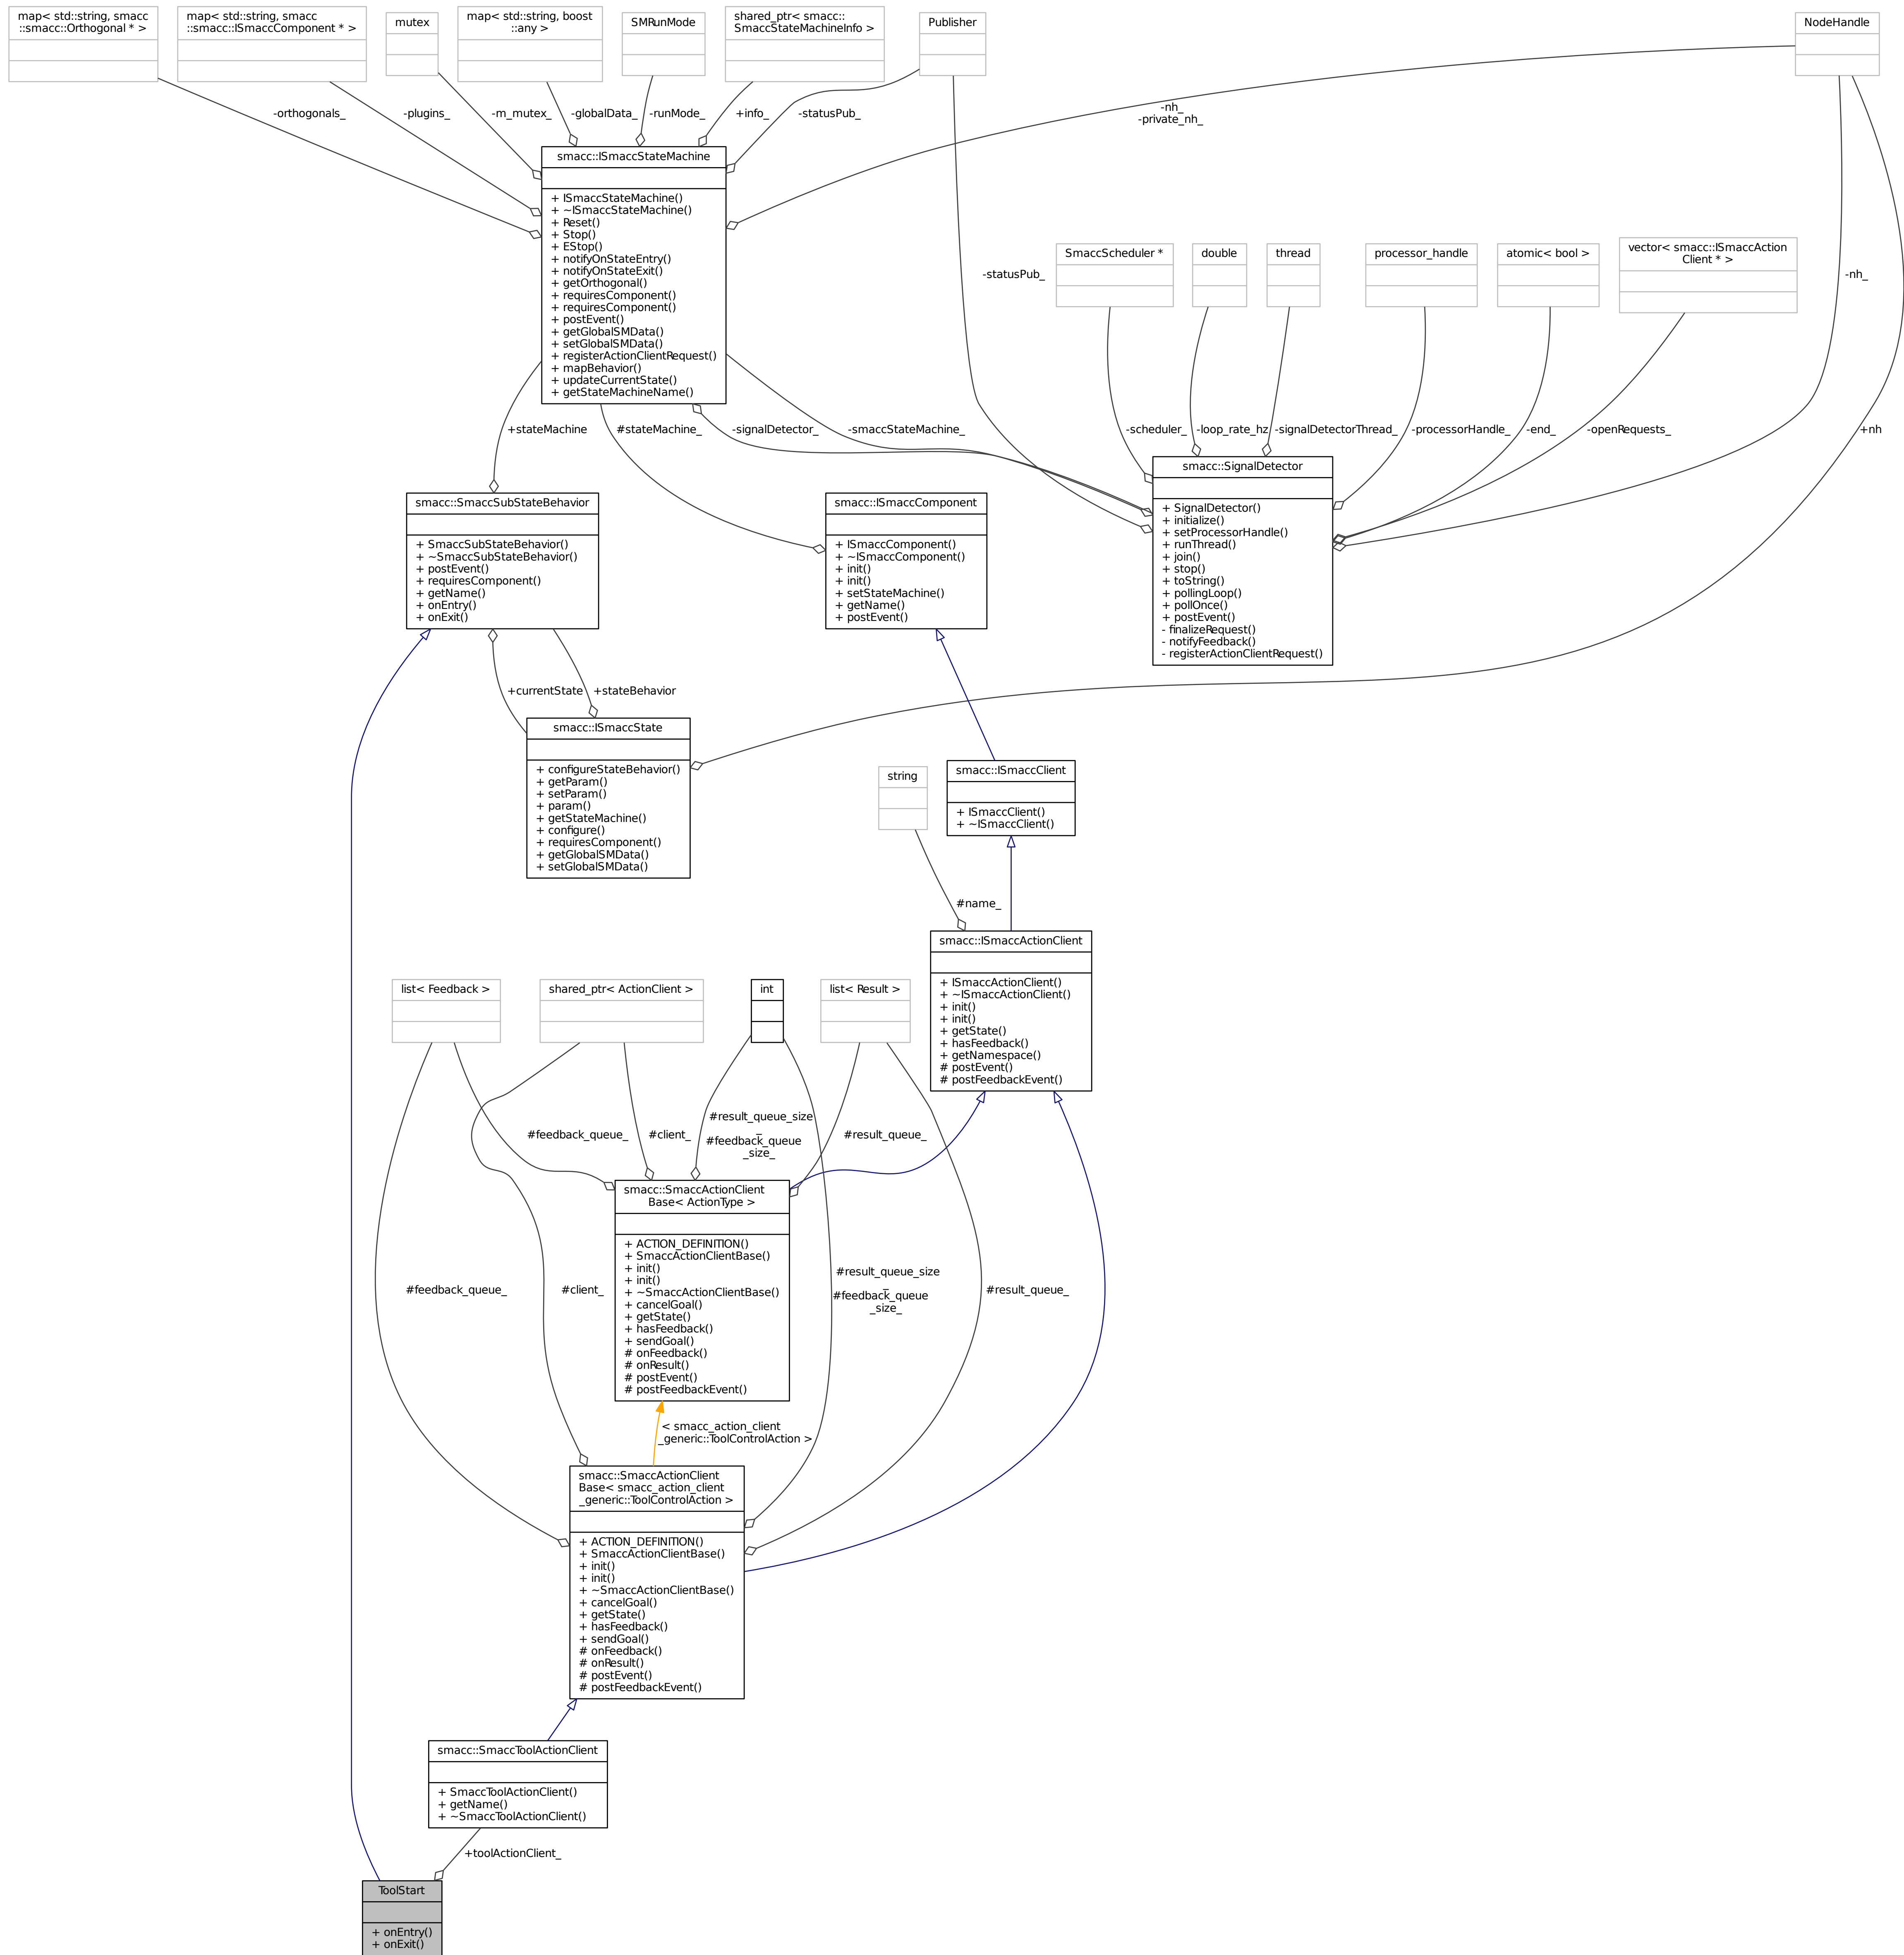 map< std::string, smacc
::smacc::Orthogonal * >
map< std::string, smacc
::smacc::ISmaccComponent * >
mutex
map< std::string, boost
::any >
SMRunMode
shared_ptr< smacc::
SmaccStateMachineInfo >
Publisher
NodeHandle
-orthogonals_
-plugins_
-m_mutex_
-globalData_
-runMode_
+info_
-statusPub_
-nh_
-private_nh_
smacc::ISmaccStateMachine
+ ISmaccStateMachine()
+ ~ISmaccStateMachine()
+ Reset()
+ Stop()
+ EStop()
+ notifyOnStateEntry()
+ notifyOnStateExit()
+ getOrthogonal()
+ requiresComponent()
+ requiresComponent()
+ postEvent()
+ getGlobalSMData()
+ setGlobalSMData()
+ registerActionClientRequest()
+ mapBehavior()
+ updateCurrentState()
+ getStateMachineName()
SmaccScheduler *
double
thread
processor_handle
atomic< bool >
vector< smacc::ISmaccAction
Client * >
-statusPub_
-nh_
+stateMachine
#stateMachine_
-signalDetector_
-smaccStateMachine_
-scheduler_
-loop_rate_hz
-signalDetectorThread_
-processorHandle_
-end_
-openRequests_
+nh
smacc::SignalDetector
+ SignalDetector()
+ initialize()
+ setProcessorHandle()
+ runThread()
+ join()
+ stop()
+ toString()
+ pollingLoop()
+ pollOnce()
+ postEvent()
- finalizeRequest()
- notifyFeedback()
- registerActionClientRequest()
smacc::SmaccSubStateBehavior
+ SmaccSubStateBehavior()
+ ~SmaccSubStateBehavior()
+ postEvent()
+ requiresComponent()
+ getName()
+ onEntry()
+ onExit()
smacc::ISmaccComponent
+ ISmaccComponent()
+ ~ISmaccComponent()
+ init()
+ init()
+ setStateMachine()
+ getName()
+ postEvent()
+currentState
+stateBehavior
smacc::ISmaccState
+ configureStateBehavior()
+ getParam()
+ setParam()
+ param()
+ getStateMachine()
+ configure()
+ requiresComponent()
+ getGlobalSMData()
+ setGlobalSMData()
string
smacc::ISmaccClient
+ ISmaccClient()
+ ~ISmaccClient()
#name_
smacc::ISmaccActionClient
+ ISmaccActionClient()
+ ~ISmaccActionClient()
+ init()
+ init()
+ getState()
+ hasFeedback()
+ getNamespace()
# postEvent()
# postFeedbackEvent()
list< Feedback >
shared_ptr< ActionClient >
int
list< Result >
#feedback_queue_
#client_
#result_queue_size
_
#feedback_queue
_size_
#result_queue_
smacc::SmaccActionClient
Base< ActionType >
+ ACTION_DEFINITION()
+ SmaccActionClientBase()
+ init()
+ init()
+ ~SmaccActionClientBase()
+ cancelGoal()
+ getState()
+ hasFeedback()
+ sendGoal()
# onFeedback()
# onResult()
# postEvent()
# postFeedbackEvent()
#feedback_queue_
#client_
#result_queue_size
_
#feedback_queue
_size_
#result_queue_
< smacc_action_client
_generic::ToolControlAction >
smacc::SmaccActionClient
Base< smacc_action_client
_generic::ToolControlAction >
+ ACTION_DEFINITION()
+ SmaccActionClientBase()
+ init()
+ init()
+ ~SmaccActionClientBase()
+ cancelGoal()
+ getState()
+ hasFeedback()
+ sendGoal()
# onFeedback()
# onResult()
# postEvent()
# postFeedbackEvent()
smacc::SmaccToolActionClient
+ SmaccToolActionClient()
+ getName()
+ ~SmaccToolActionClient()
+toolActionClient_
ToolStart
+ onEntry()
+ onExit()